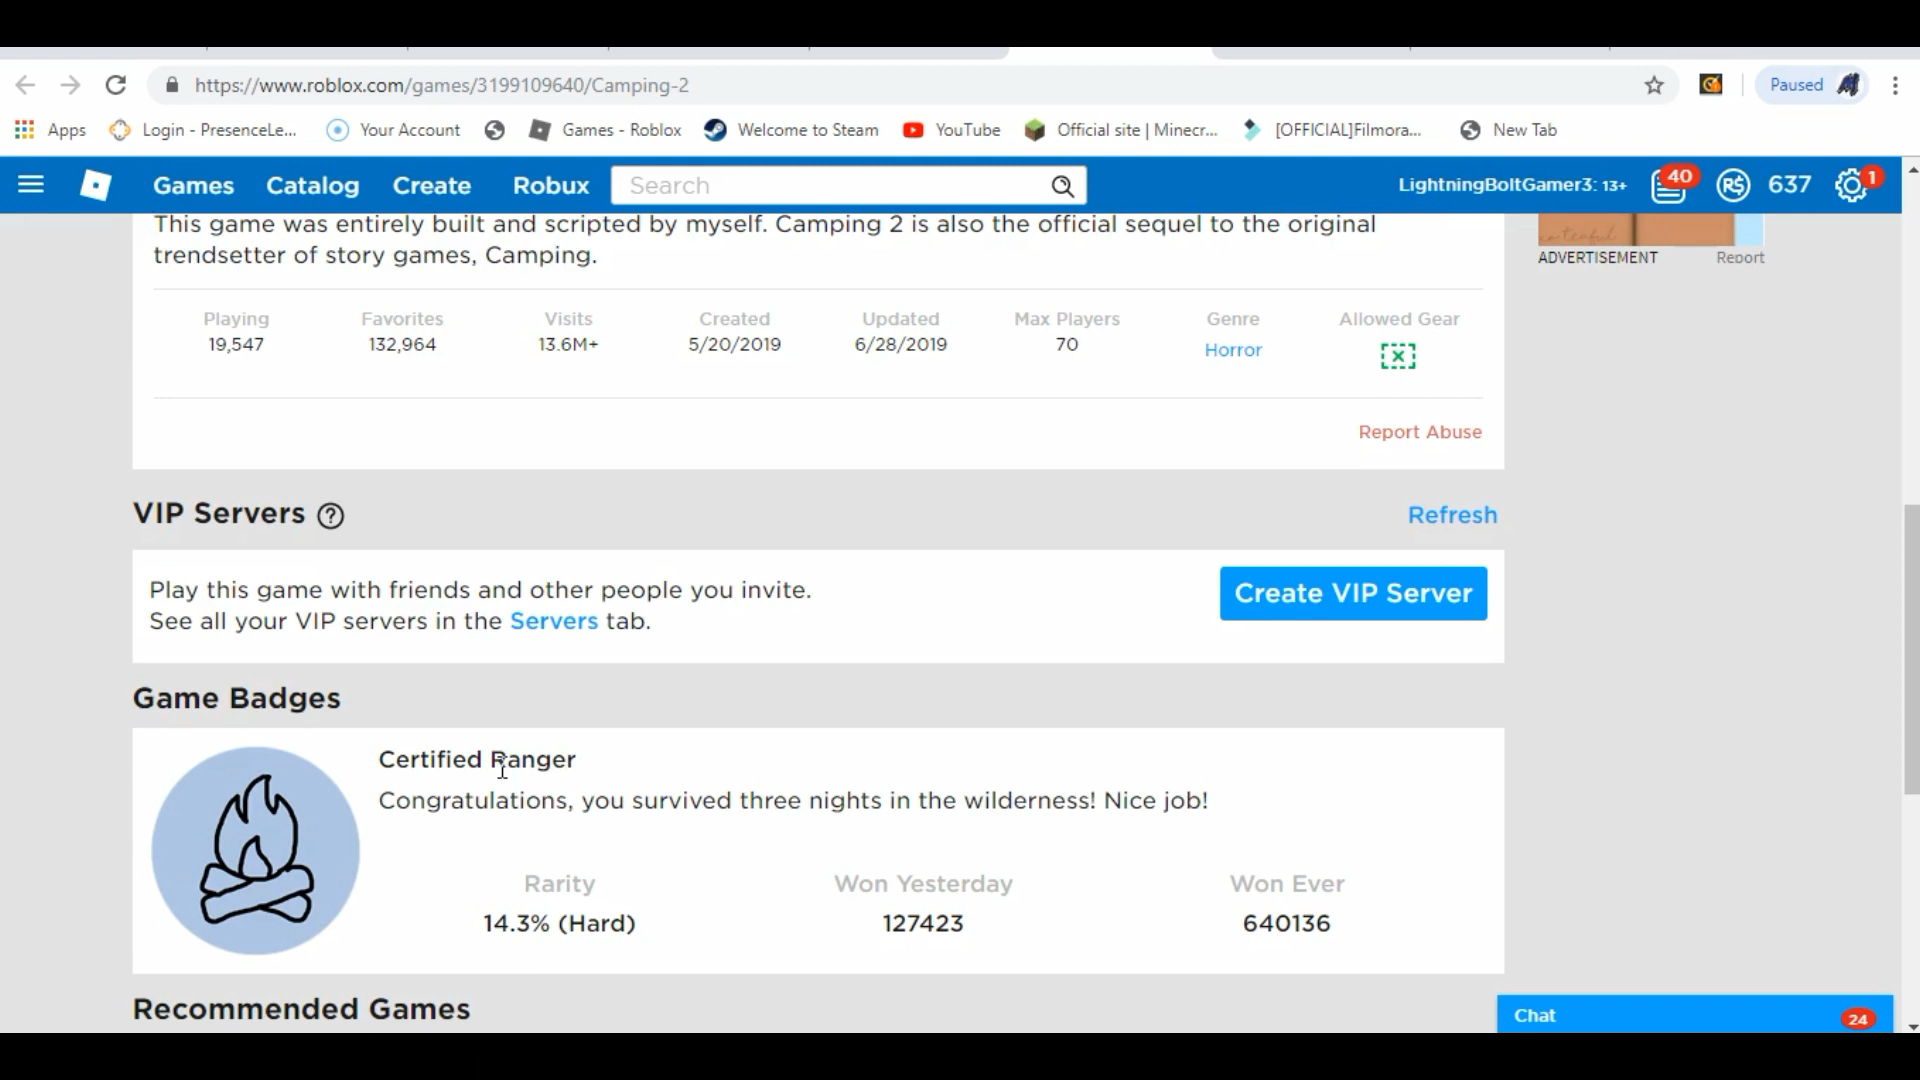 https://www.roblox.com/games/3199109640/Camping-2
Paused
Apps
Login - PresenceLe...
Your Account
Games - Roblox
Welcome to Steam
YouTube
Official site | Minecr...
[OFFICIAL]Filmora...
New Tab
Games
Catalog
Create
Robux
Search
LightningBoltGamer3: 13+
40
R$
637
1
This game was entirely built and scripted by myself. Camping 2 is also the official sequel to the original
trendsetter of story games, Camping.
ADVERTISEMENT
Report
Playing Favorites Visits Created Updated Max Players Genre Allowed Gear
19,547 132,964 13.6M+ 5/20/2019 6/28/2019 70 Horror
Report Abuse
VIP Servers ?
Refresh
Play this game with friends and other people you invite.
See all your VIP servers in the Servers tab.
Create VIP Server
Game Badges
Certified Ranger
Congratulations, you survived three nights in the wilderness! Nice job!
Rarity Won Yesterday Won Ever
14.3% (Hard) 127423 640136
Recommended Games
Chat
24